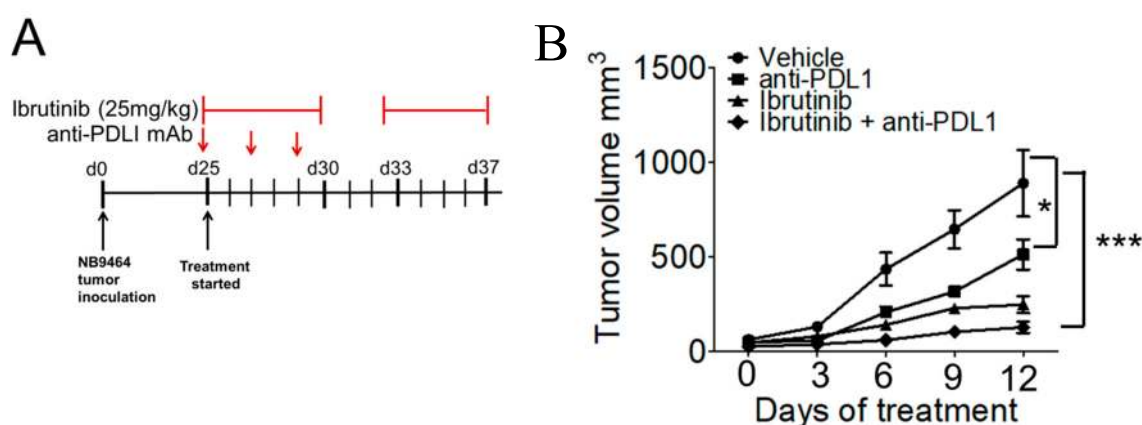 A
Ibrutinib (25mg/kg)
anti-PDLI mAb
d0 d25 d30 d33 d37
NB9464
tumor
inoculation
Treatment
started
B
Tumor volume mm³
1500
1000
500
0
Vehicle
anti-PDL1
Ibrutinib
Ibrutinib + anti-PDL1
*
***
0 3 6 9 12
Days of treatment